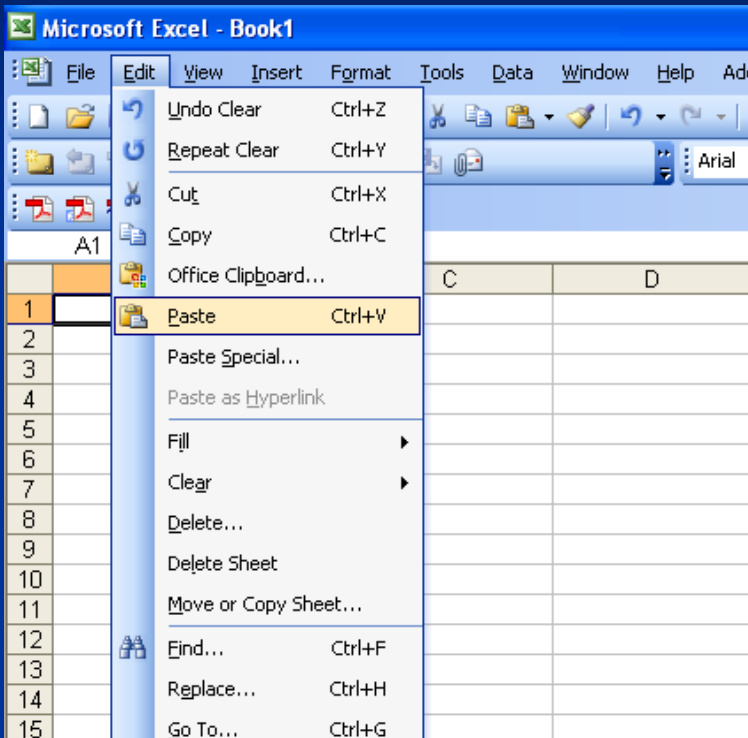 Microsoft Excel - Book1
File Edit View Insert Format Tools Data Window Help
Arial
A1
Undo Clear Ctrl+Z
Repeat Clear Ctrl+Y
Cut Ctrl+X
Copy Ctrl+C
Office Clipboard...
Paste Ctrl+V
Paste Special...
Paste as Hyperlink
Fill
Clear
Delete...
Delete Sheet
Move or Copy Sheet...
Find... Ctrl+F
Replace... Ctrl+H
Go To... Ctrl+G
C D
1
2
3
4
5
6
7
8
9
10
11
12
13
14
15